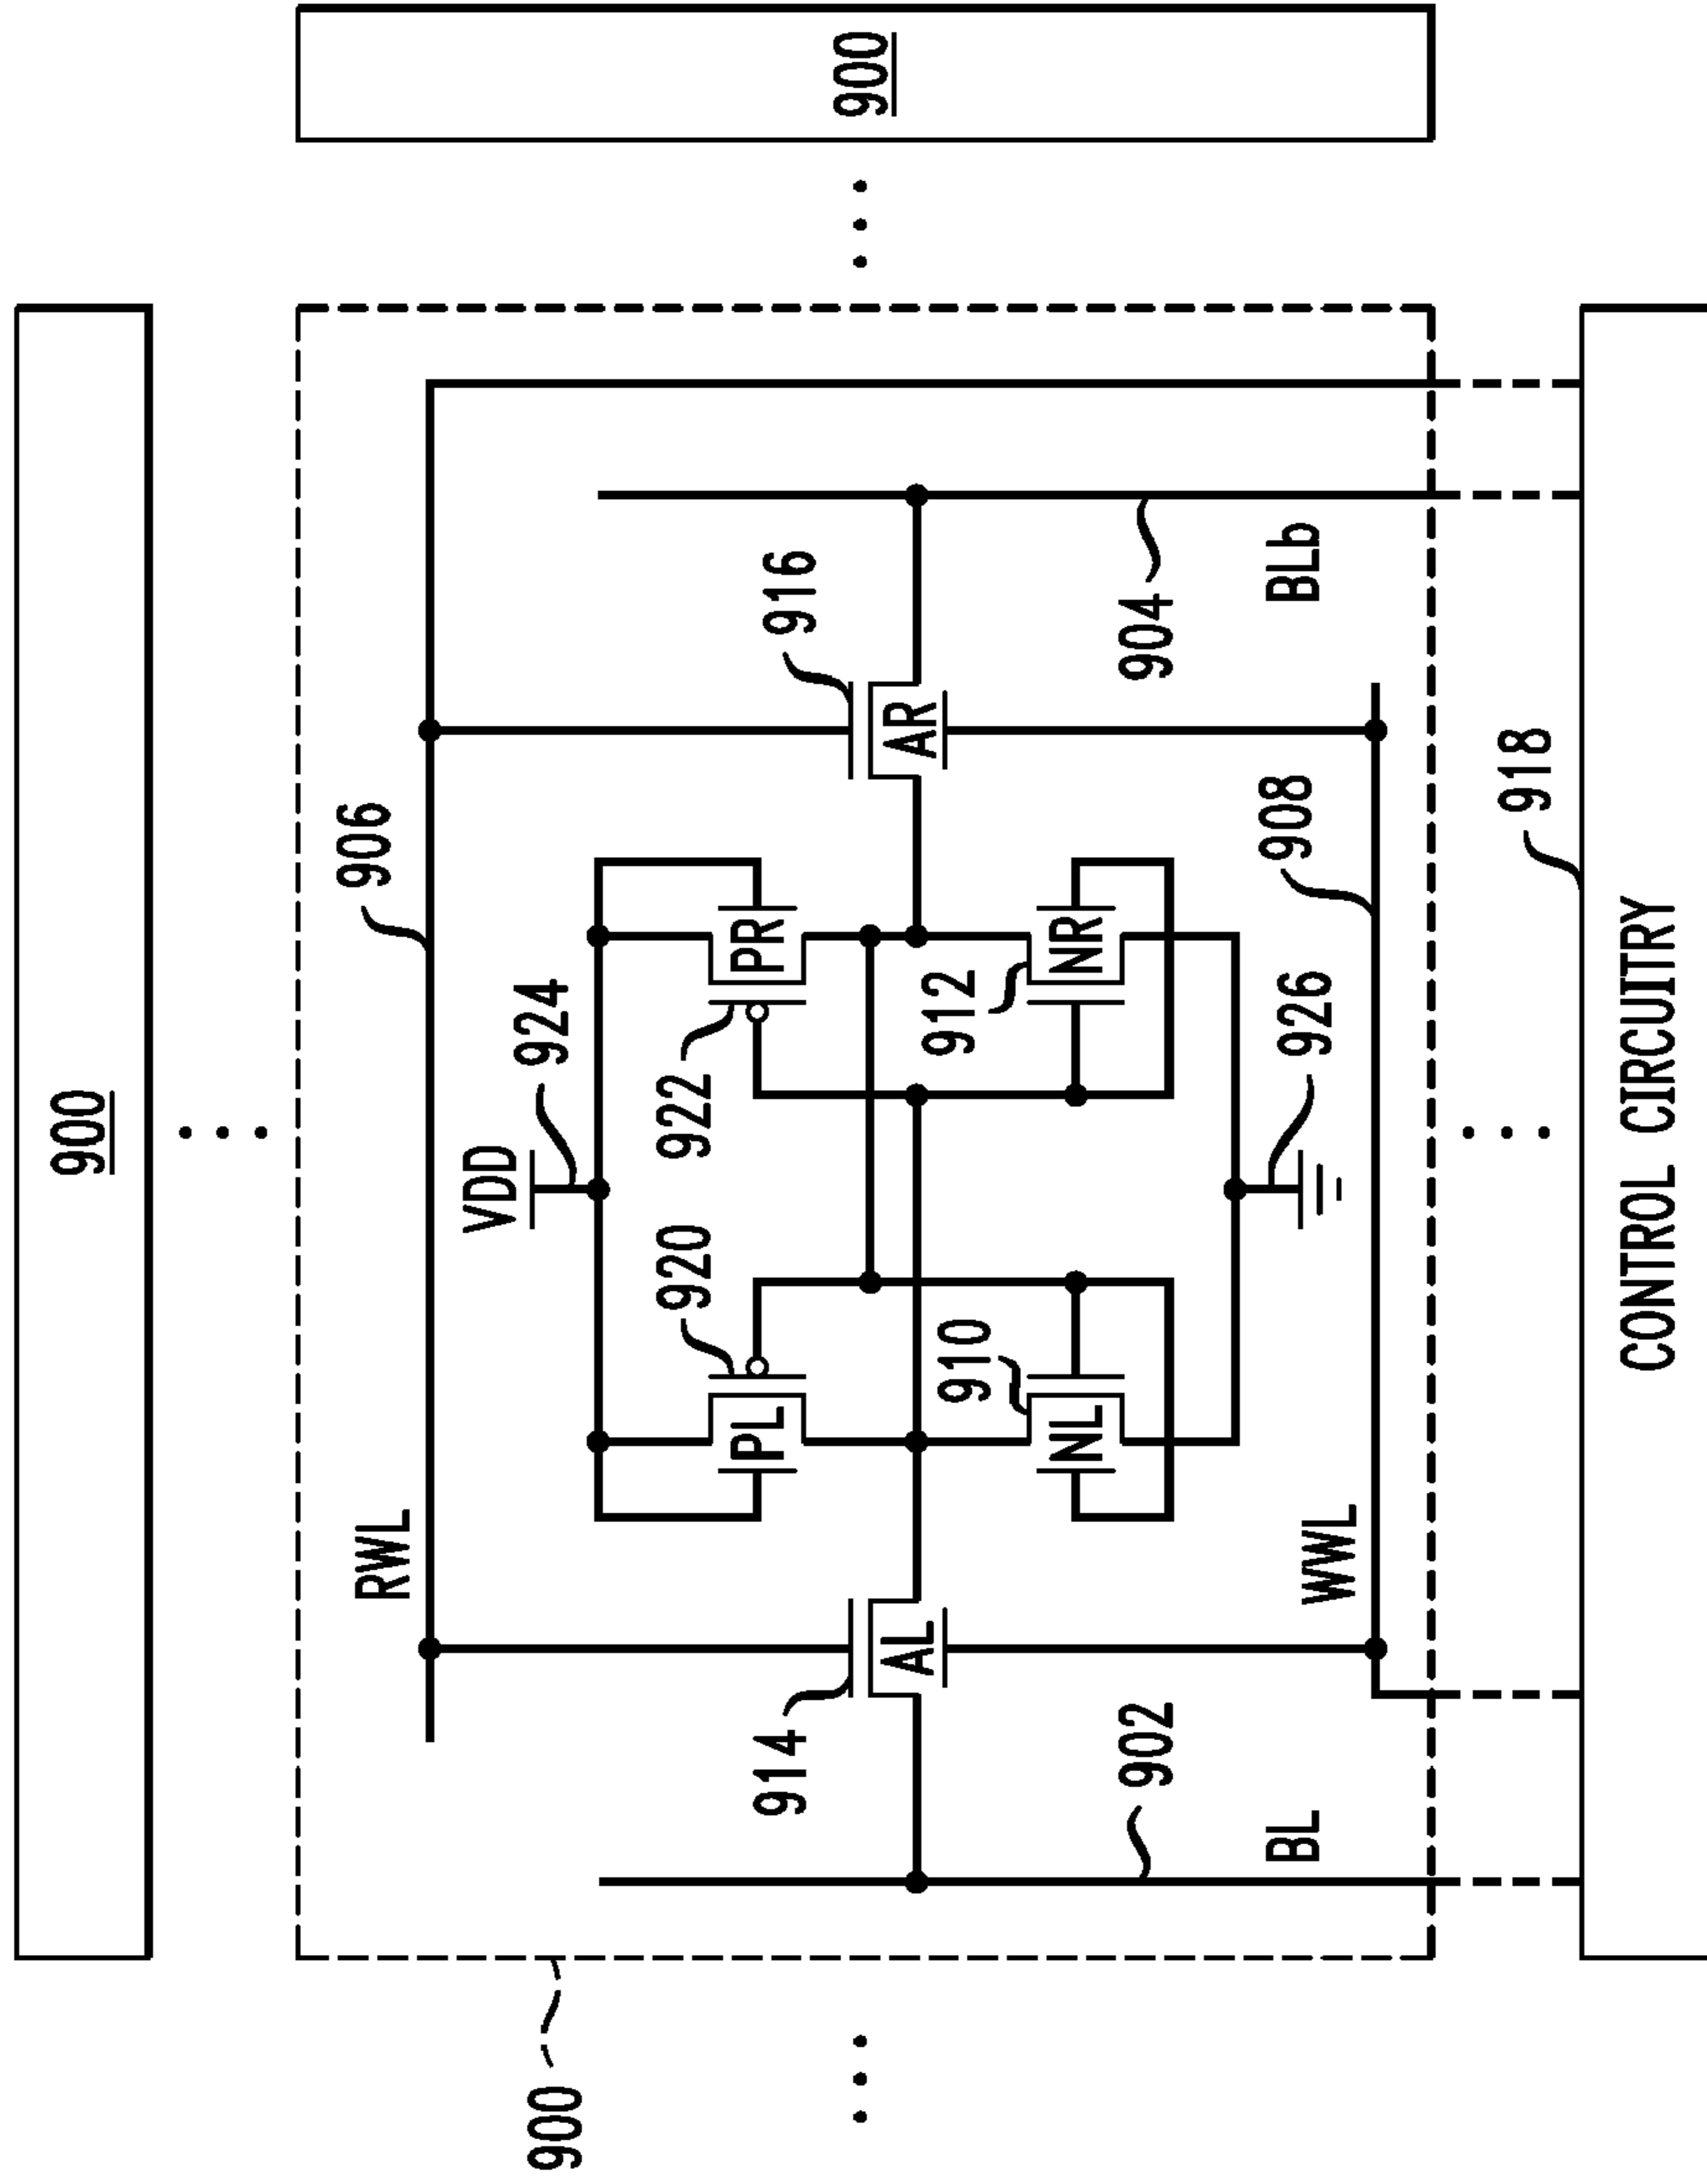 900
900
900
RWL
906
VDD
924
914
920
922
916
PL
PR
AL
AR
910
912
NL
NR
902
904
926
908
BL
WWL
BLb
918
CONTROL CIRCUITRY